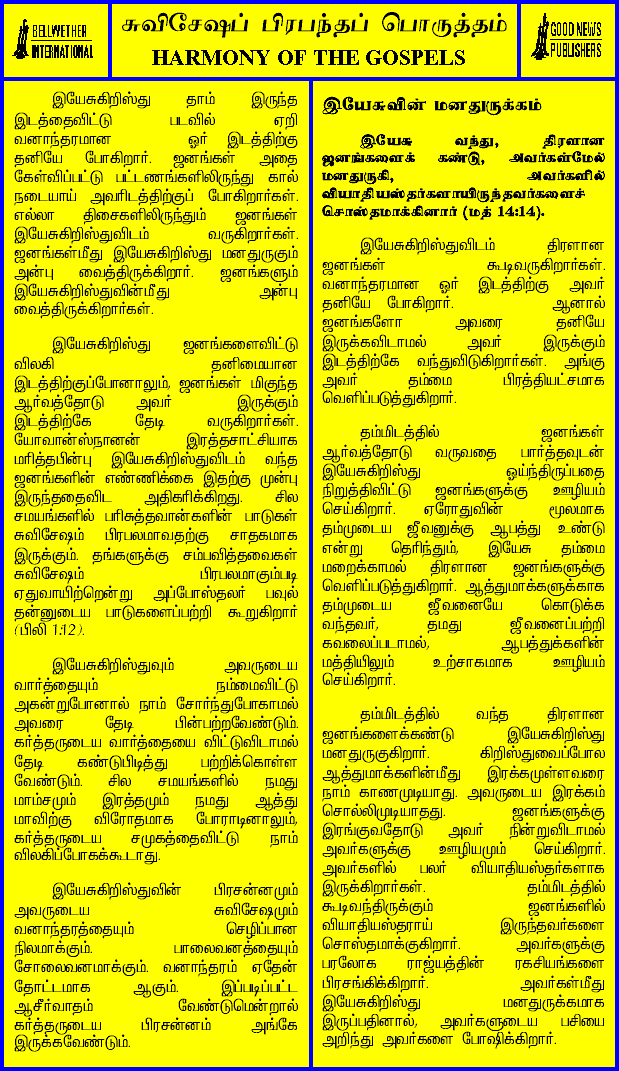 BELLWETHER
INTERNATIONAL
சுவிசேஷப் பிரபந்தப் பொருத்தம்
HARMONY OF THE GOSPELS
GOOD NEWS
PUBLISHERS
இயேசுகிறிஸ்து தாம் இருந்த
இடத்தைவிட்டு படவில் ஏறி
வனாந்தரமான ஓர் இடத்திற்கு
தனியே போகிறார். ஜனங்கள் அதை
கேள்விப்பட்டு பட்டணங்களிலிருந்து கால்
நடையாய் அவரிடத்திற்குப் போகிறார்கள்.
எல்லா திசைகளிலிருந்தும் ஜனங்கள்
இயேசுகிறிஸ்துவிடம் வருகிறார்கள்.
ஜனங்கள்மீது இயேசுகிறிஸ்து மனதுருகும்
அன்பு வைத்திருக்கிறார். ஜனங்களும்
இயேசுகிறிஸ்துவின்மீது அன்பு
வைத்திருக்கிறார்கள்.
இயேசுகிறிஸ்து ஜனங்களைவிட்டு
விலகி தனிமையான
இடத்திற்குப்போனாலும், ஜனங்கள் மிகுந்த
ஆர்வத்தோடு அவர் இருக்கும்
இடத்திற்கே தேடி வருகிறார்கள்.
யோவான்ஸ்நானன் இரத்தசாட்சியாக
மரித்தபின்பு இயேசுகிறிஸ்துவிடம் வந்த
ஜனங்களின் எண்ணிக்கை இதற்கு முன்பு
இருந்ததைவிட அதிகரிக்கிறது. சில
சமயங்களில் பரிசுத்தவான்களின் பாடுகள்
சுவிசேஷம் பிரபலமாவதற்கு சாதகமாக
இருக்கும். தங்களுக்கு சம்பவித்தவைகள்
சுவிசேஷம் பிரபலமாகும்படி
ஏதுவாயிற்றென்று அப்போஸ்தலர் பவுல்
தன்னுடைய பாடுகளைப்பற்றி கூறுகிறார்
(பிலி 1:12).
இயேசுகிறிஸ்துவும் அவருடைய
வார்த்தையும் நம்மைவிட்டு
அகன்றுபோனால் நாம் சோர்ந்துபோகாமல்
அவரை தேடி பின்பற்றவேண்டும்.
கர்த்தருடைய வார்த்தையை விட்டுவிடாமல்
தேடி கண்டுபிடித்து பற்றிக்கொள்ள
வேண்டும். சில சமயங்களில் நமது
மாம்சமும் இரத்தமும் நமது ஆத்து
மாவிற்கு விரோதமாக போராடினாலும்,
கர்த்தருடைய சமுகத்தைவிட்டு நாம்
விலகிப்போகக்கூடாது.
இயேசுகிறிஸ்துவின் பிரசன்னமும்
அவருடைய சுவிசேஷமும்
வனாந்தரத்தையும் செழிப்பான
நிலமாக்கும். பாலைவனத்தையும்
சோலைவனமாக்கும். வனாந்தரம் ஏதேன்
தோட்டமாக ஆகும். இப்படிப்பட்ட
ஆசீர்வாதம் வேண்டுமென்றால்
கர்த்தருடைய பிரசன்னம் அங்கே
இருக்கவேண்டும்.
இயேசுவின் மனதுருக்கம்
இயேசு வந்து, திரளான
ஜனங்களைக் கண்டு, அவர்கள்மேல்
மனதுருகி, அவர்களில்
வியாதியஸ்தர்களாயிருந்தவர்களைச்
சொஸ்தமாக்கினார் (மத் 14:14).
இயேசுகிறிஸ்துவிடம் திரளான
ஜனங்கள் கூடிவருகிறார்கள்.
வனாந்தரமான ஓர் இடத்திற்கு அவர்
தனியே போகிறார். ஆனால்
ஜனங்களோ அவரை தனியே
இருக்கவிடாமல் அவர் இருக்கும்
இடத்திற்கே வந்துவிடுகிறார்கள். அங்கு
அவர் தம்மை பிரத்தியட்சமாக
வெளிப்படுத்துகிறார்.
தம்மிடத்தில் ஜனங்கள்
ஆர்வத்தோடு வருவதை பார்த்தவுடன்
இயேசுகிறிஸ்து ஓய்ந்திருப்பதை
நிறுத்திவிட்டு ஜனங்களுக்கு ஊழியம்
செய்கிறார். ஏரோதுவின் மூலமாக
தம்முடைய ஜீவனுக்கு ஆபத்து உண்டு
என்று தெரிந்தும், இயேசு தம்மை
மறைக்காமல் திரளான ஜனங்களுக்கு
வெளிப்படுத்துகிறார். ஆத்துமாக்களுக்காக
தம்முடைய ஜீவனையே கொடுக்க
வந்தவர், தமது ஜீவனைப்பற்றி
கவலைப்படாமல், ஆபத்துக்களின்
மத்தியிலும் உற்சாகமாக ஊழியம்
செய்கிறார்.
தம்மிடத்தில் வந்த திரளான
ஜனங்களைக்கண்டு இயேசுகிறிஸ்து
மனதுருகுகிறார். கிறிஸ்துவைப்போல
ஆத்துமாக்களின்மீது இரக்கமுள்ளவரை
நாம் காணமுடியாது. அவருடைய இரக்கம்
சொல்லிமுடியாதது. ஜனங்களுக்கு
இரங்குவதோடு அவர் நின்றுவிடாமல்
அவர்களுக்கு ஊழியமும் செய்கிறார்.
அவர்களில் பலர் வியாதியஸ்தர்களாக
இருக்கிறார்கள். தம்மிடத்தில்
கூடிவந்திருக்கும் ஜனங்களில்
வியாதியஸ்தராய் இருந்தவர்களை
சொஸ்தமாக்குகிறார். அவர்களுக்கு
பரலோக ராஜ்யத்தின் ரகசியங்களை
பிரசங்கிக்கிறார். அவர்கள்மீது
இயேசுகிறிஸ்து மனதுருக்கமாக
இருப்பதினால், அவர்களுடைய பசியை
அறிந்து அவர்களை போஷிக்கிறார்.